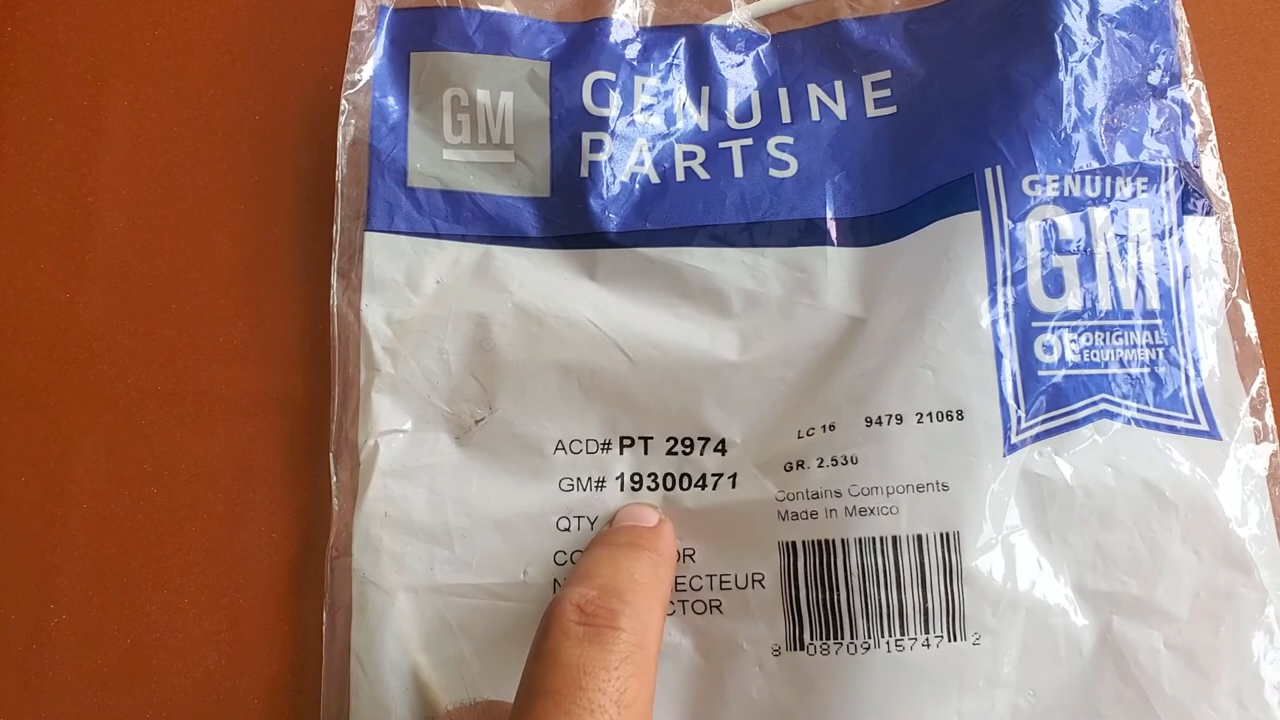 GM
GENUINE
PARTS
GENUINE
GM
OE ORIGINAL EQUIPMENT
ACD# PT 2974
GM# 19300471
QTY
LC 16 9479 21068
GR. 2.530
Contains Components
Made In Mexico
8 08709 15747 2